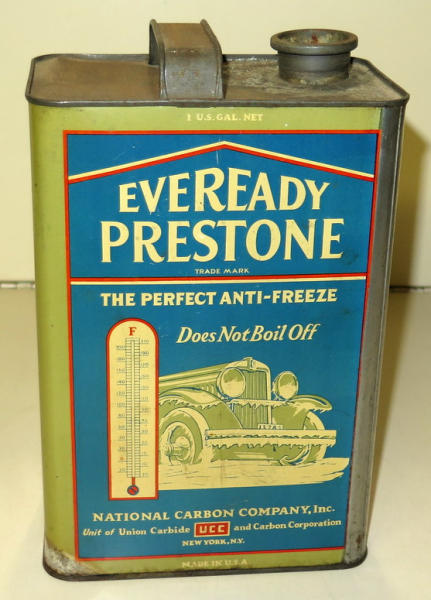 1 U.S. GAL. NET
EVEREADY
PRESTONE
TRADE MARK
THE PERFECT ANTI-FREEZE
Does Not Boil Off
F
NATIONAL CARBON COMPANY, Inc.
Unit of Union Carbide UCC and Carbon Corporation
NEW YORK, N.Y.
MADE IN U.S.A.